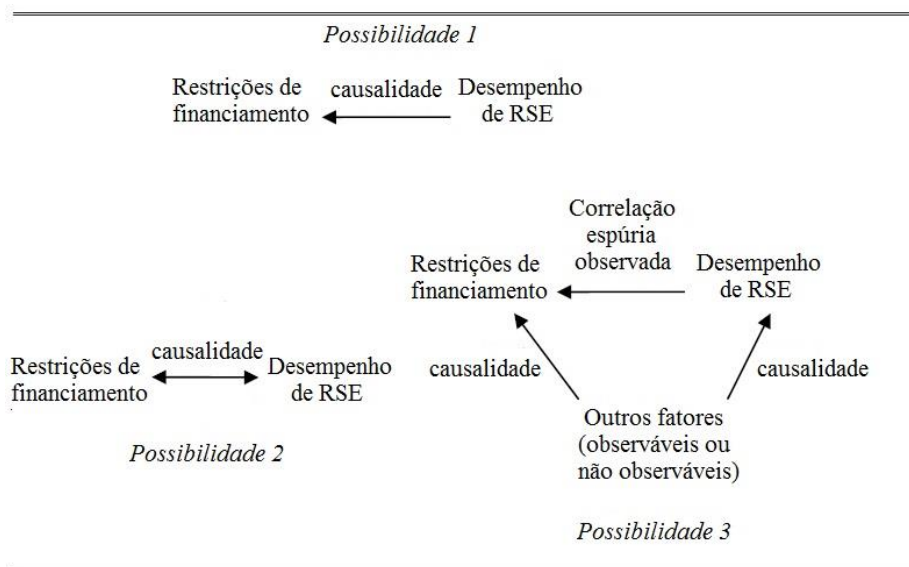 Possibilidade 1
Restrições de
financiamento
causalidade
Desempenho
de RSE
Correlação
espúria
observada
Restrições de
financiamento
Desempenho
de RSE
causalidade
causalidade
Outros fatores
(observáveis ou
não observáveis)
Possibilidade 3
Restrições de
financiamento
causalidade
Desempenho
de RSE
Possibilidade 2